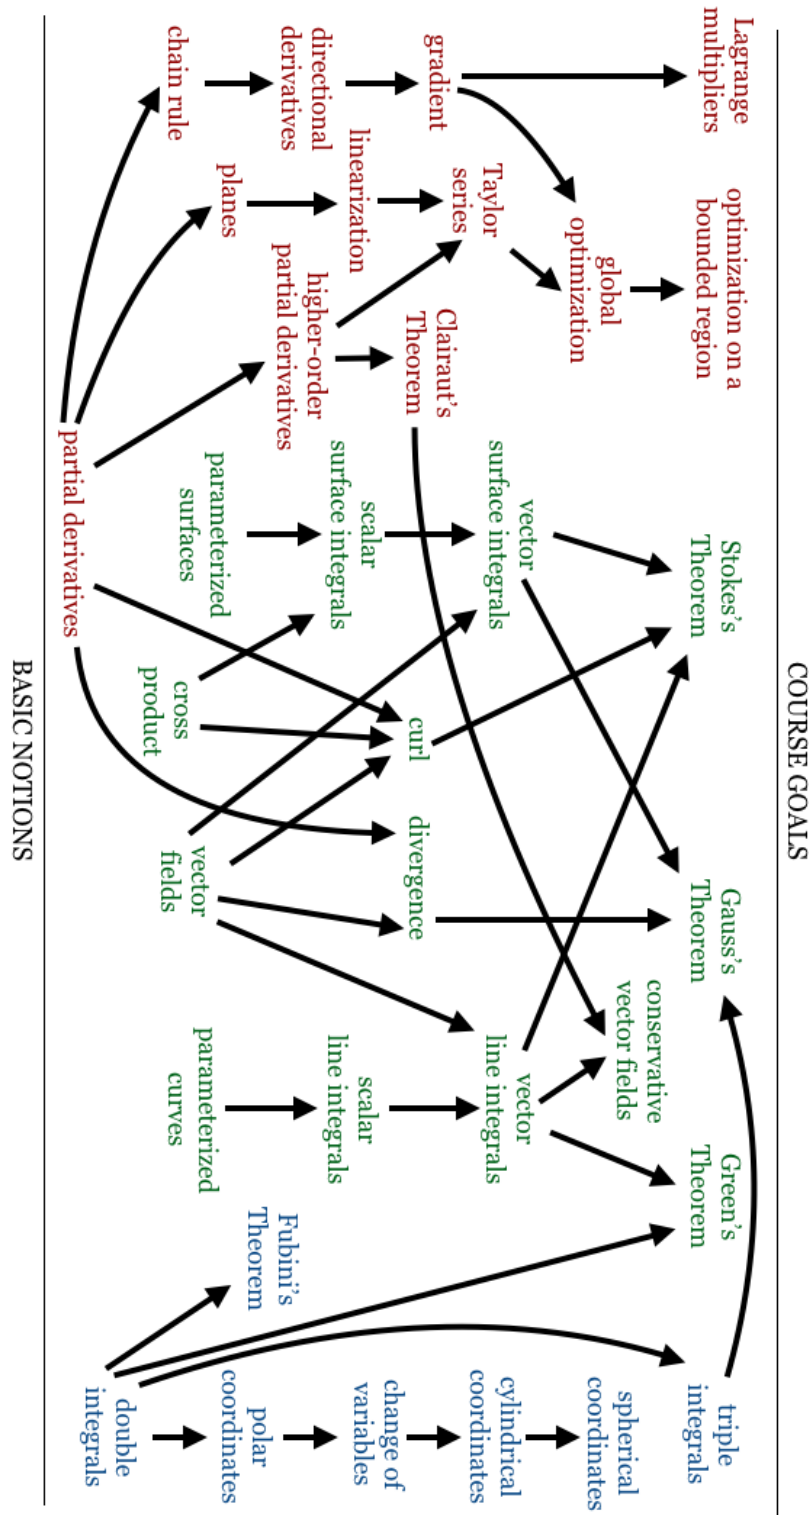 COURSE GOALS
Lagrange
multipliers
optimization on a
bounded region
Stokes's
Theorem
Gauss's
Theorem
Green's
Theorem
triple
integrals
global
optimization
conservative
vector fields
spherical
coordinates
gradient
Taylor
series
Clairaut's
Theorem
vector
surface integrals
curl
divergence
vector
line integrals
cylindrical
coordinates
directional
derivatives
linearization
higher-order
partial derivatives
scalar
surface integrals
scalar
line integrals
change of
variables
chain rule
planes
parameterized
surfaces
cross
product
vector
fields
parameterized
curves
Fubini's
Theorem
polar
coordinates
partial derivatives
double
integrals
BASIC NOTIONS